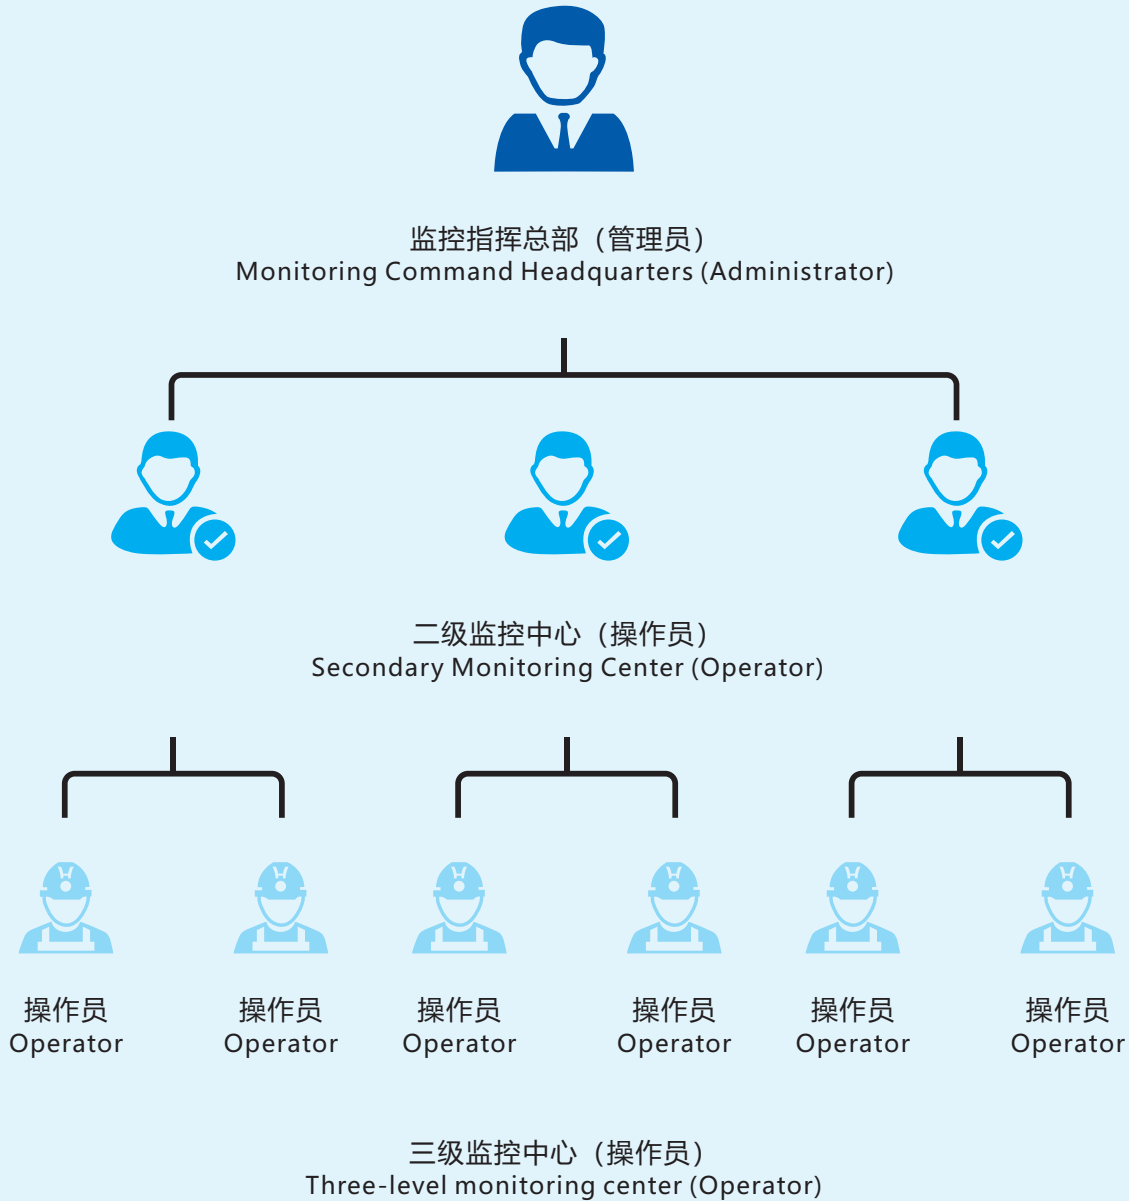 监控指挥总部（管理员）
Monitoring Command Headquarters (Administrator)
二级监控中心（操作员）
Secondary Monitoring Center (Operator)
操作员 操作员 操作员 操作员 操作员 操作员
Operator Operator Operator Operator Operator Operator
三级监控中心（操作员）
Three-level monitoring center (Operator)